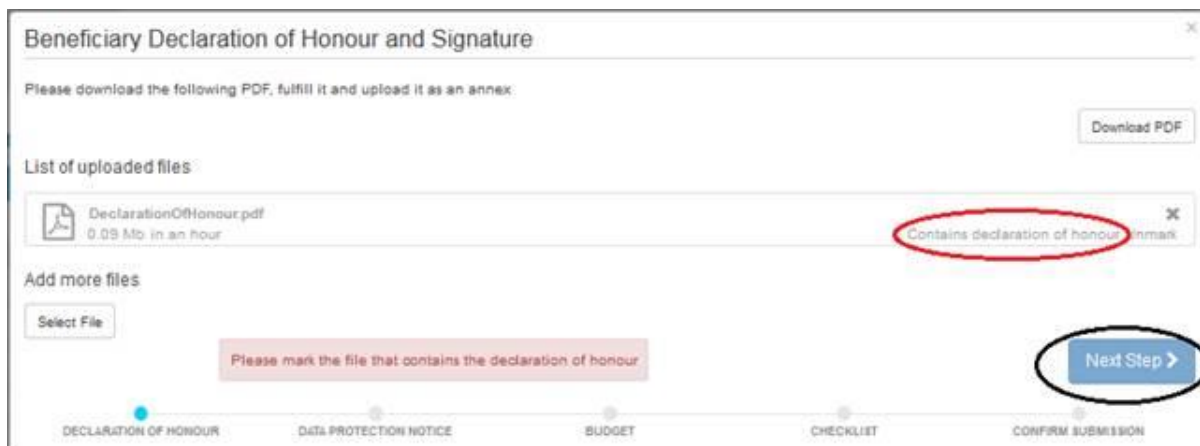 Beneficiary Declaration of Honour and Signature
Please download the following PDF, fulfill it and upload it as an annex
Download PDF
List of uploaded files
DeclarationOfHonour.pdf
0.09 Mb in an hour
Contains declaration of honour
Add more files
Select File
Please mark the file that contains the declaration of honour
Next Step
DECLARATION OF HONOUR DATA PROTECTION NOTICE BUDGET CHECKLIST CONFIRM SUBMISSION